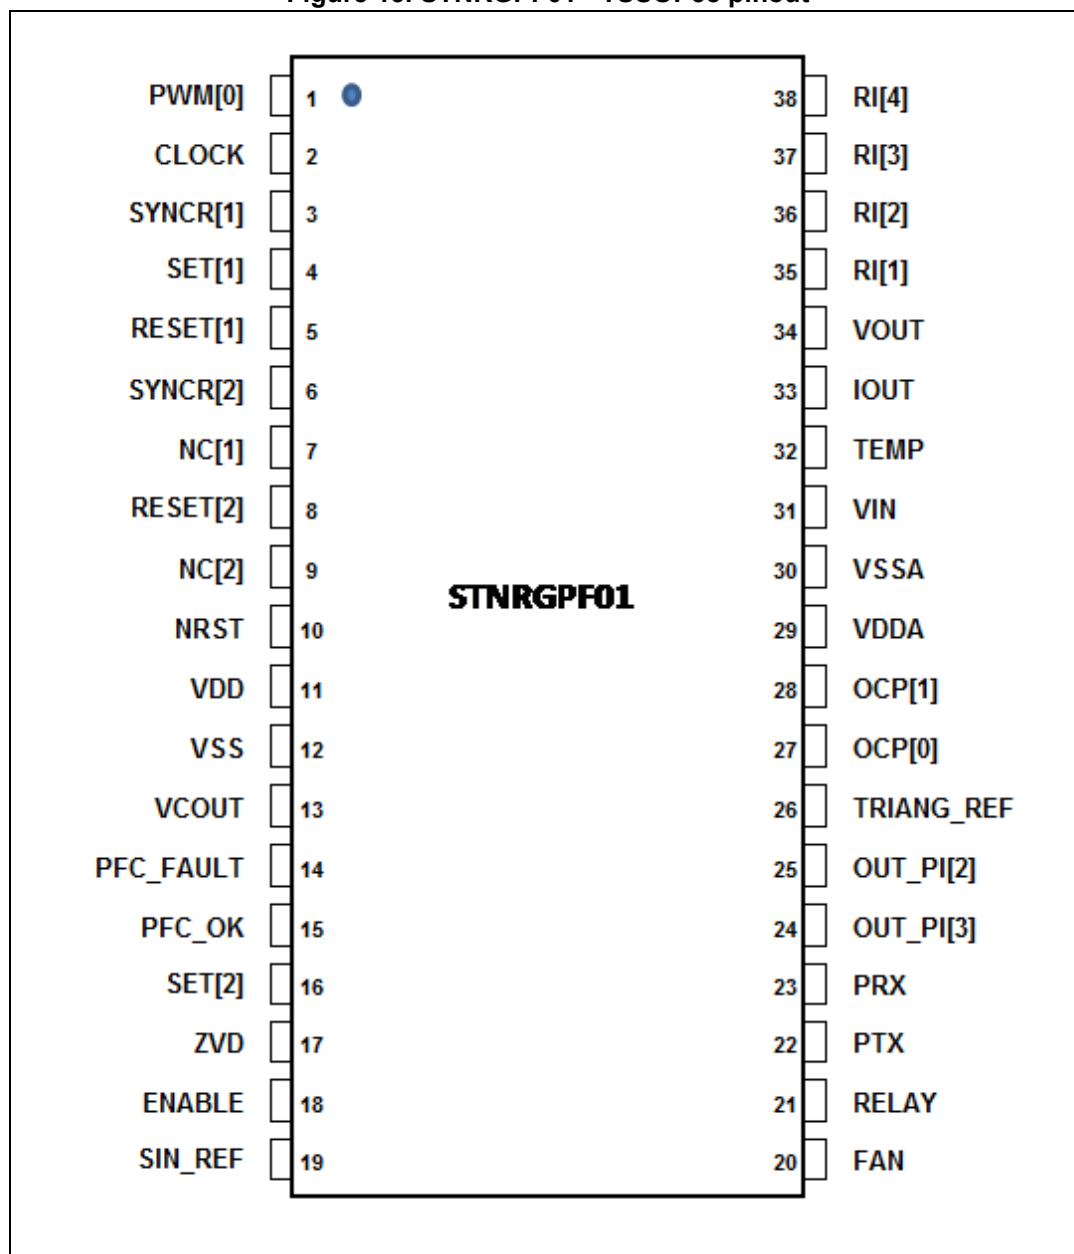 PWM[0] 1 38 RI[4]
CLOCK 2 37 RI[3]
SYNCR[1] 3 36 RI[2]
SET[1] 4 35 RI[1]
RESET[1] 5 34 VOUT
SYNCR[2] 6 33 IOUT
NC[1] 7 32 TEMP
RESET[2] 8 31 VIN
NC[2] 9 30 VSSA
STNRGPF01
NRST 10 29 VDDA
VDD 11 28 OCP[1]
VSS 12 27 OCP[0]
VCOUT 13 26 TRIANG_REF
PFC_FAULT 14 25 OUT_PI[2]
PFC_OK 15 24 OUT_PI[3]
SET[2] 16 23 PRX
ZVD 17 22 PTX
ENABLE 18 21 RELAY
SIN_REF 19 20 FAN